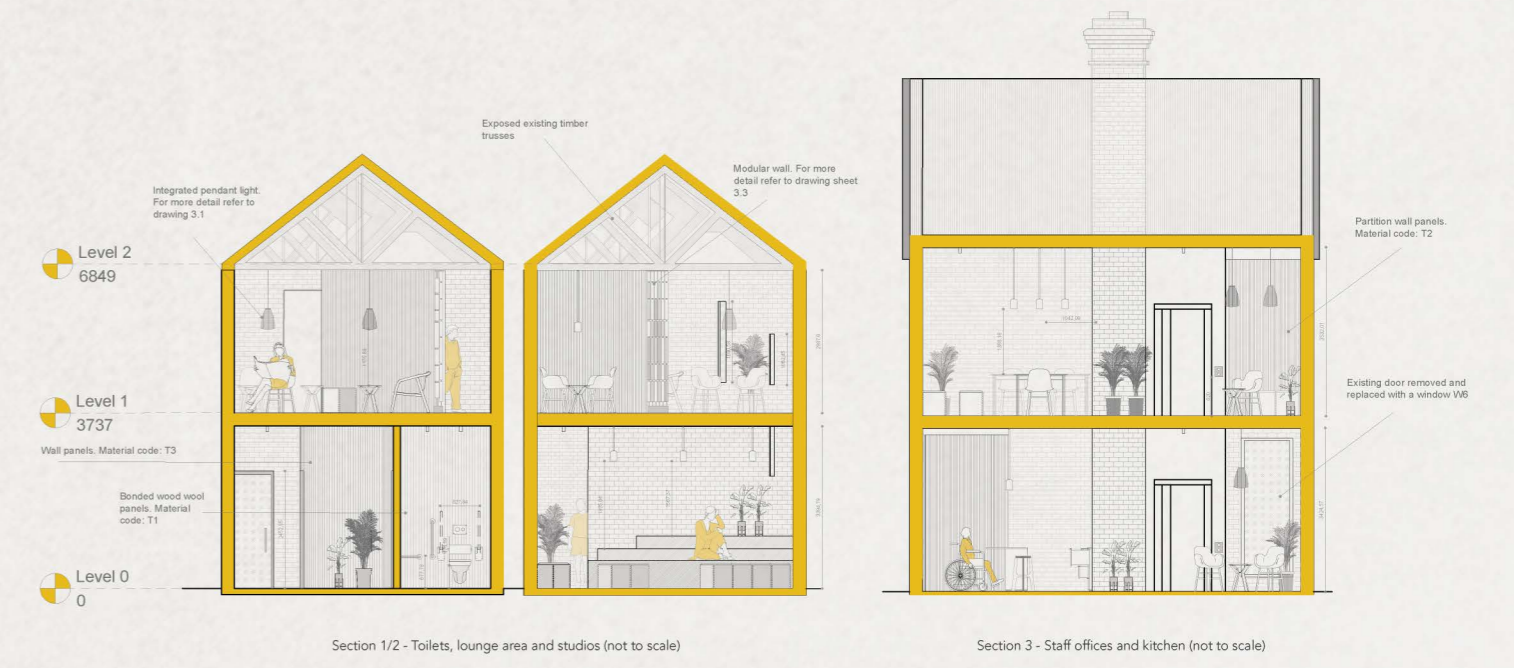 Exposed existing timber
trusses
Modular wall. For more
detail refer to drawing sheet
3.3
Integrated pendant light.
For more detail refer to
drawing 3.1
Partition wall panels.
Material code: T2
Level 2
6849
Existing door removed and
replaced with a window W6
Level 1
3737
Wall panels. Material code: T3
Bonded wood wool
panels. Material
code: T1
Level 0
0
Section 1/2 - Toilets, lounge area and studios (not to scale)
Section 3 - Staff offices and kitchen (not to scale)